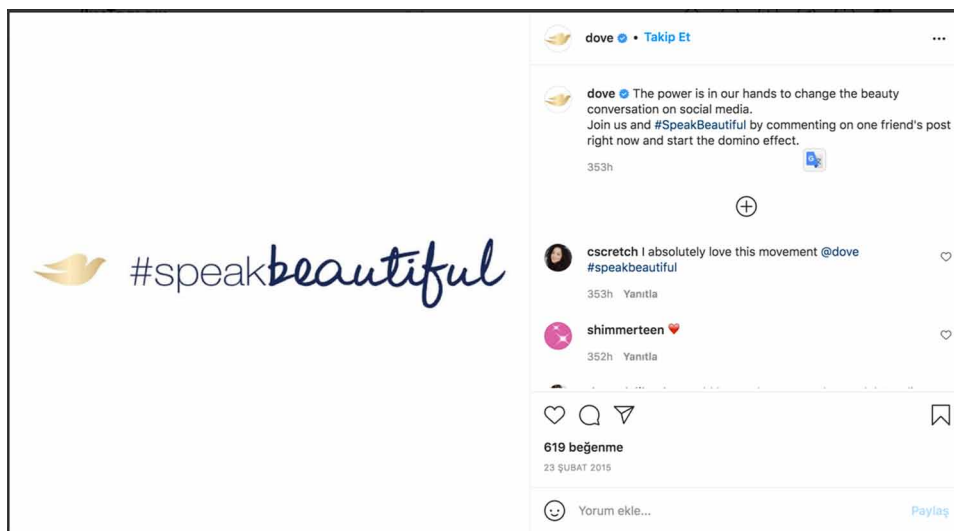 dove • Takip Et
#speakbeautiful
dove The power is in our hands to change the beauty
conversation on social media.
Join us and #SpeakBeautiful by commenting on one friend's post
right now and start the domino effect.
353h
cscretch I absolutely love this movement @dove
#speakbeautiful
353h Yanıtla
shimmerteen ❤️
352h Yanıtla
619 beğenme
23 ŞUBAT 2015
Yorum ekle...
Paylaş